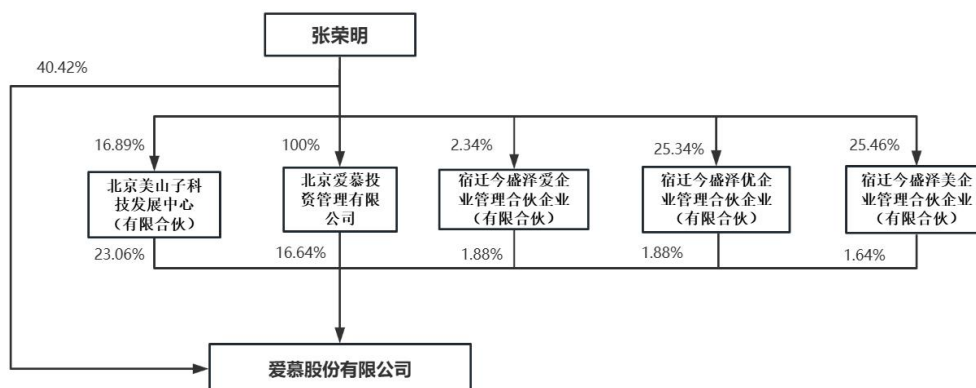 张荣明
40.42%
16.89%
100%
2.34%
25.34%
25.46%
北京美山子科
技发展中心
（有限合伙）
北京爱慕投
资管理有限
公司
宿迁今盛泽爱企
业管理合伙企业
（有限合伙）
宿迁今盛泽优企
业管理合伙企业
（有限合伙）
宿迁今盛泽美企
业管理合伙企业
（有限合伙）
23.06%
16.64%
1.88%
1.88%
1.64%
爱慕股份有限公司